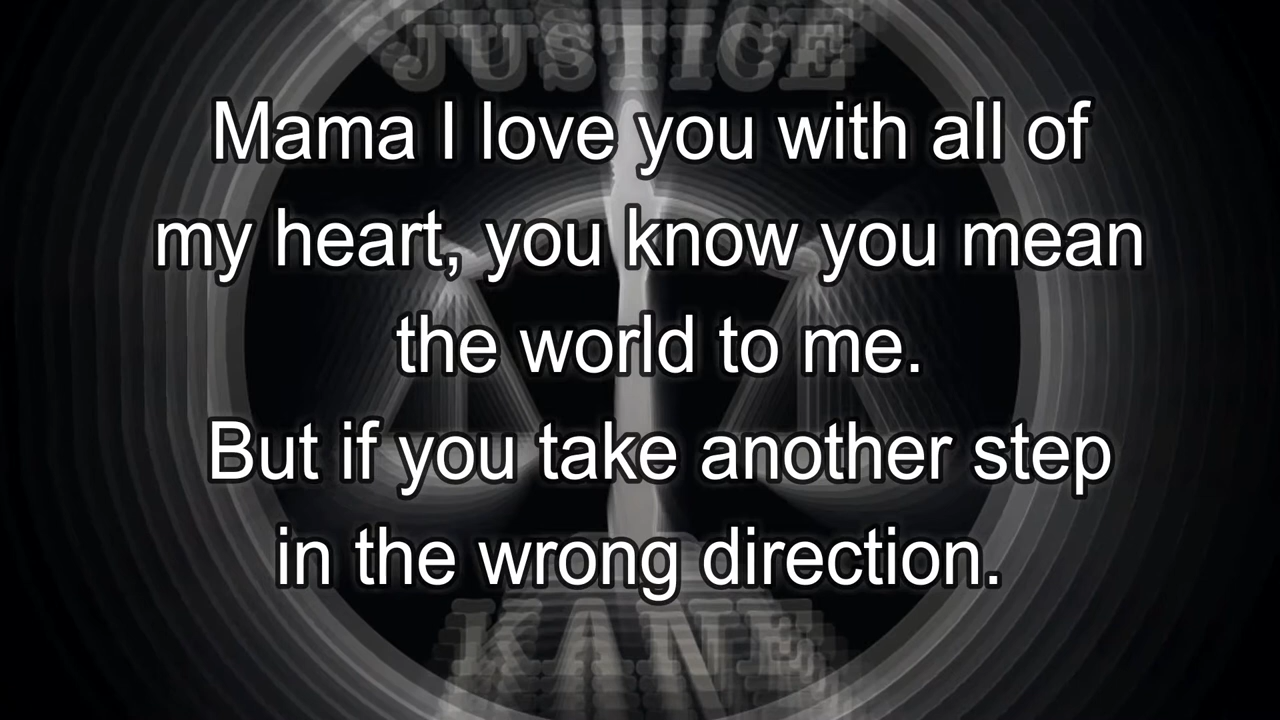 JUSTICE
Mama I love you with all of
my heart, you know you mean
the world to me.
But if you take another step
in the wrong direction.
KANE